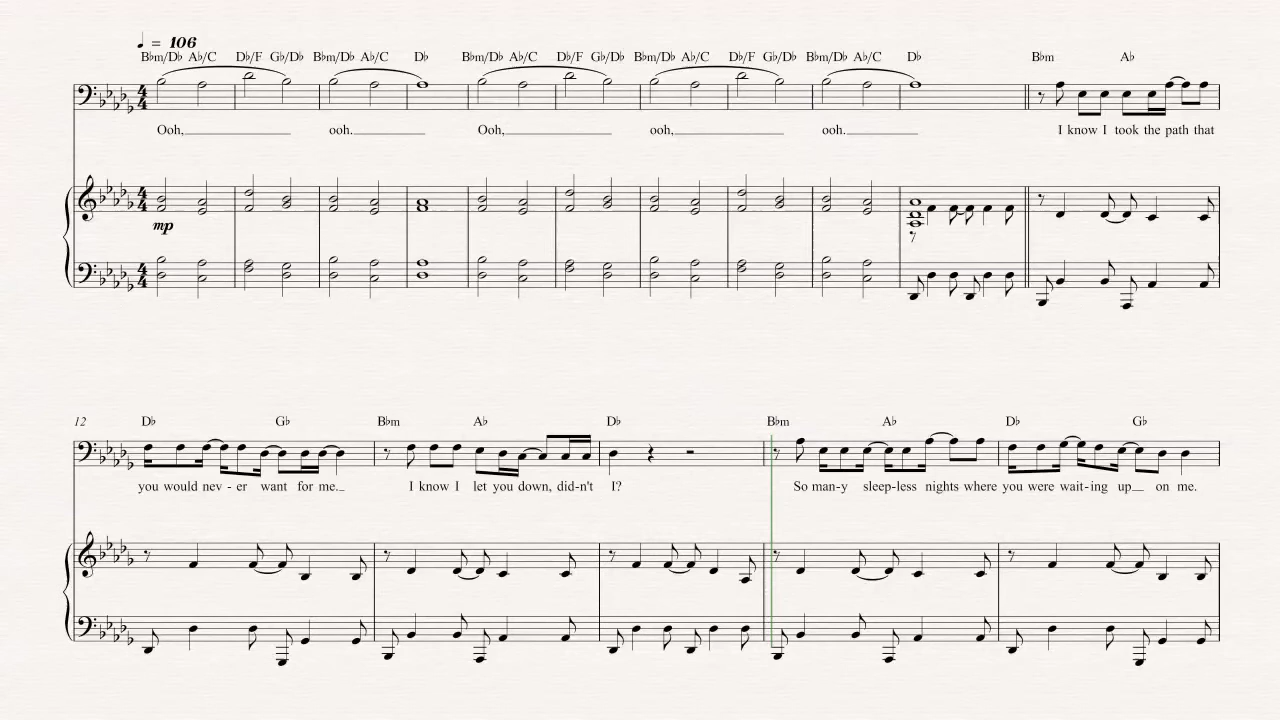 ♩ = 106
B♭m/D♭ A♭/C D♭/F G♭/D♭ B♭m/D♭ A♭/C D♭ B♭m/D♭ A♭/C D♭/F G♭/D♭ B♭m/D♭ A♭/C D♭/F G♭/D♭ B♭m/D♭ A♭/C D♭ B♭m A♭
Ooh, ooh. Ooh, ooh, ooh. I know I took the path that
mp
12 D♭ G♭ B♭m A♭ D♭ B♭m A♭ D♭ G♭
you would nev - er want for me. I know I let you down, did-n't I? So man-y sleep-less nights where you were wait-ing up on me.